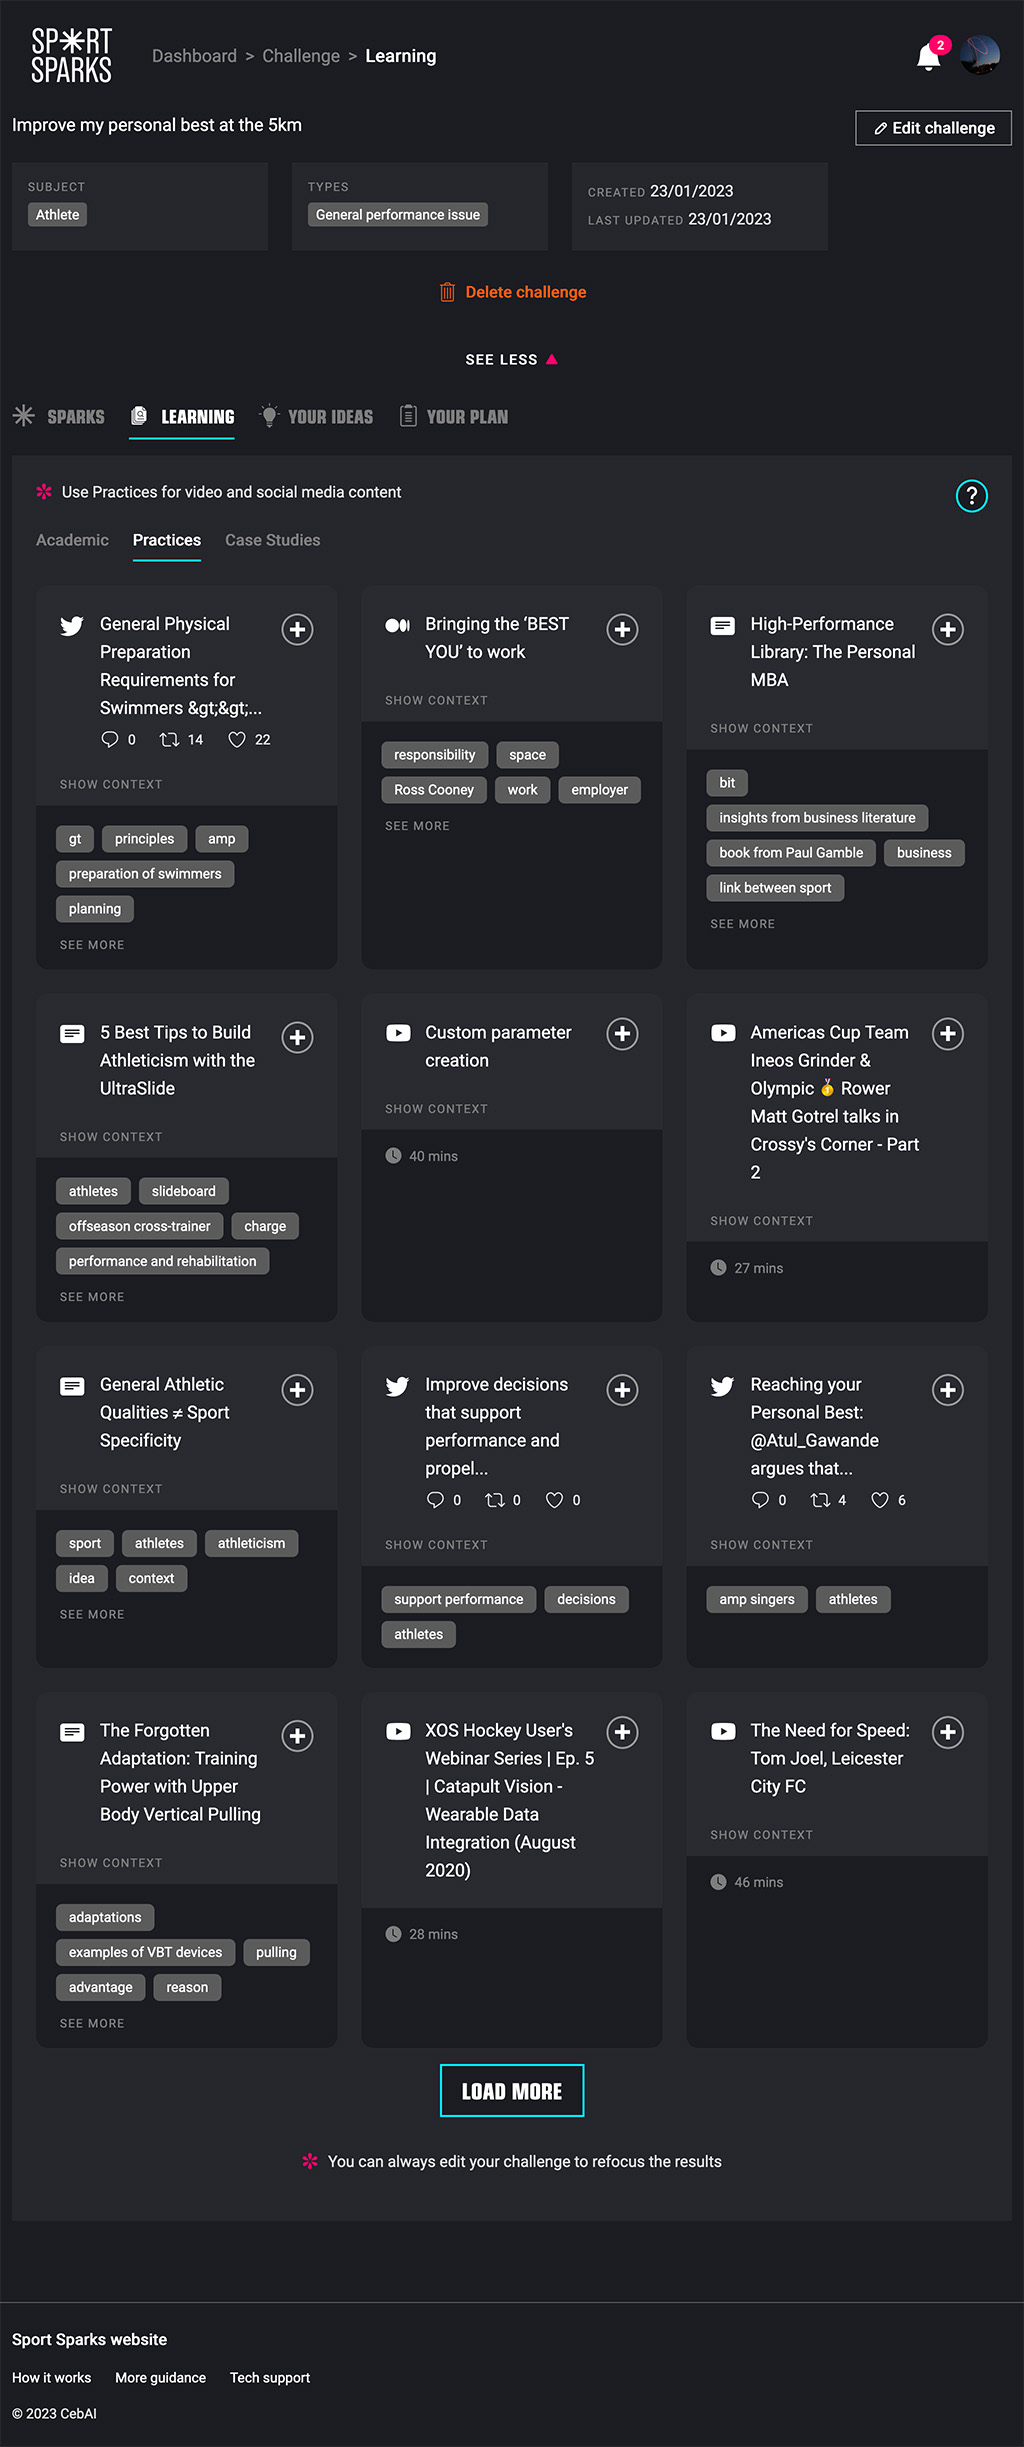 SPORT
SPARKS
Dashboard > Challenge > Learning
2
Improve my personal best at the 5km
Edit challenge
SUBJECT
Athlete
TYPES
General performance issue
CREATED 23/01/2023
LAST UPDATED 23/01/2023
Delete challenge
SEE LESS
SPARKS
LEARNING
YOUR IDEAS
YOUR PLAN
Use Practices for video and social media content
?
Academic
Practices
Case Studies
General Physical
Preparation
Requirements for
Swimmers &gt;&gt;...
0 14 22
SHOW CONTEXT
gt principles amp
preparation of swimmers
planning
SEE MORE
Bringing the ‘BEST
YOU’ to work
SHOW CONTEXT
responsibility space
Ross Cooney work employer
SEE MORE
High-Performance
Library: The Personal
MBA
SHOW CONTEXT
bit
insights from business literature
book from Paul Gamble business
link between sport
SEE MORE
5 Best Tips to Build
Athleticism with the
UltraSlide
SHOW CONTEXT
athletes slideboard
offseason cross-trainer charge
performance and rehabilitation
SEE MORE
Custom parameter
creation
SHOW CONTEXT
40 mins
Americas Cup Team
Ineos Grinder &
Olympic 🥇 Rower
Matt Gotrel talks in
Crossy's Corner - Part
2
SHOW CONTEXT
27 mins
General Athletic
Qualities ≠ Sport
Specificity
SHOW CONTEXT
sport athletes athleticism
idea context
SEE MORE
Improve decisions
that support
performance and
propel...
0 0 0
SHOW CONTEXT
support performance decisions
athletes
Reaching your
Personal Best:
@Atul_Gawande
argues that...
0 4 6
SHOW CONTEXT
amp singers athletes
The Forgotten
Adaptation: Training
Power with Upper
Body Vertical Pulling
SHOW CONTEXT
adaptations
examples of VBT devices pulling
advantage reason
SEE MORE
XOS Hockey User's
Webinar Series | Ep. 5
| Catapult Vision -
Wearable Data
Integration (August
2020)
28 mins
The Need for Speed:
Tom Joel, Leicester
City FC
SHOW CONTEXT
46 mins
LOAD MORE
You can always edit your challenge to refocus the results
Sport Sparks website
How it works More guidance Tech support
© 2023 CebAI